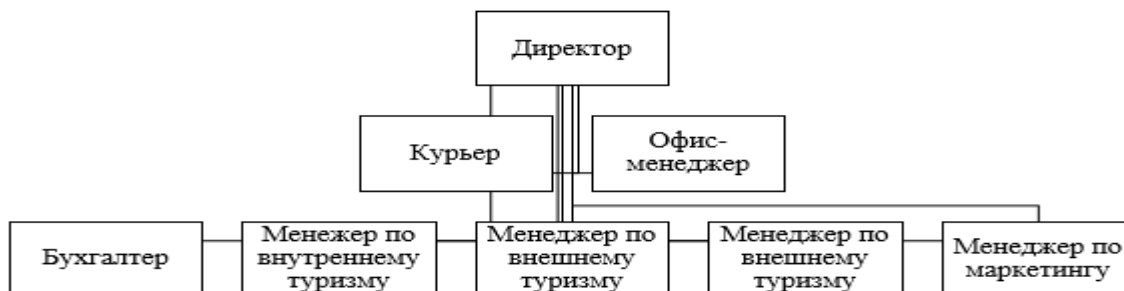 Директор
Курьер
Офис-
менеджер
Бухгалтер
Менежер по
внутреннему
туризму
Менеджер по
внешнему
туризму
Менеджер по
внешнему
туризму
Менеджер по
маркетингу